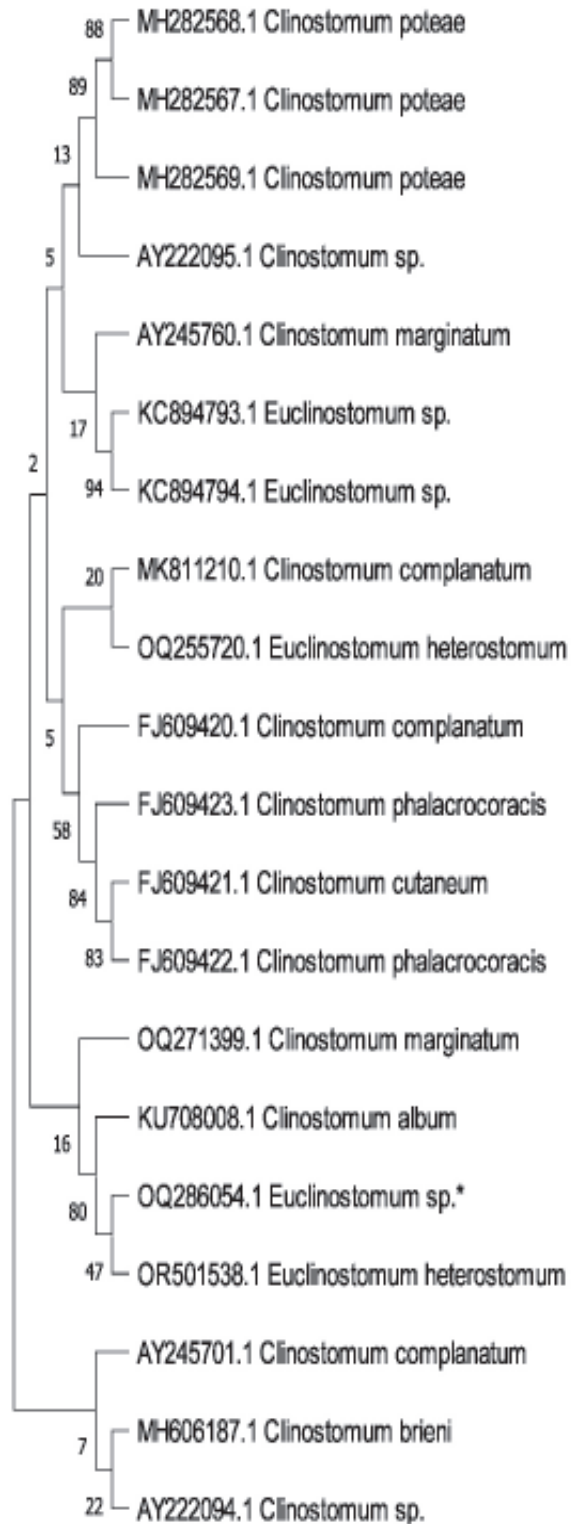 88
MH282568.1 Clinostomum poteae
89
MH282567.1 Clinostomum poteae
13
MH282569.1 Clinostomum poteae
5
AY222095.1 Clinostomum sp.
AY245760.1 Clinostomum marginatum
17
KC894793.1 Euclinostomum sp.
2
94
KC894794.1 Euclinostomum sp.
20
MK811210.1 Clinostomum complanatum
OQ255720.1 Euclinostomum heterostomum
5
FJ609420.1 Clinostomum complanatum
58
FJ609423.1 Clinostomum phalacrocoracis
84
FJ609421.1 Clinostomum cutaneum
83
FJ609422.1 Clinostomum phalacrocoracis
OQ271399.1 Clinostomum marginatum
16
KU708008.1 Clinostomum album
80
OQ286054.1 Euclinostomum sp.*
47
OR501538.1 Euclinostomum heterostomum
AY245701.1 Clinostomum complanatum
7
MH606187.1 Clinostomum brieni
22
AY222094.1 Clinostomum sp.